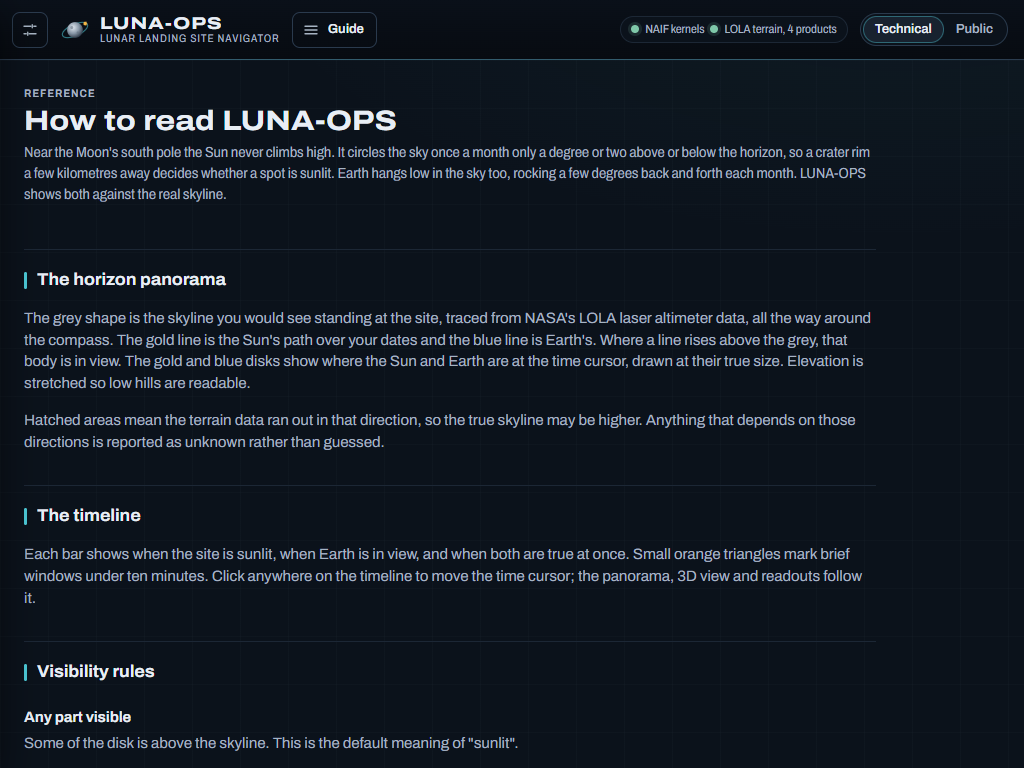 LUNA-OPS
LUNAR LANDING SITE NAVIGATOR
Guide
NAIF kernels
LOLA terrain, 4 products
Technical
Public
REFERENCE
How to read LUNA-OPS
Near the Moon's south pole the Sun never climbs high. It circles the sky once a month only a degree or two above or below the horizon, so a crater rim
a few kilometres away decides whether a spot is sunlit. Earth hangs low in the sky too, rocking a few degrees back and forth each month. LUNA-OPS
shows both against the real skyline.
The horizon panorama
The grey shape is the skyline you would see standing at the site, traced from NASA's LOLA laser altimeter data, all the way around
the compass. The gold line is the Sun's path over your dates and the blue line is Earth's. Where a line rises above the grey, that
body is in view. The gold and blue disks show where the Sun and Earth are at the time cursor, drawn at their true size. Elevation is
stretched so low hills are readable.
Hatched areas mean the terrain data ran out in that direction, so the true skyline may be higher. Anything that depends on those
directions is reported as unknown rather than guessed.
The timeline
Each bar shows when the site is sunlit, when Earth is in view, and when both are true at once. Small orange triangles mark brief
windows under ten minutes. Click anywhere on the timeline to move the time cursor; the panorama, 3D view and readouts follow
it.
Visibility rules
Any part visible
Some of the disk is above the skyline. This is the default meaning of "sunlit".